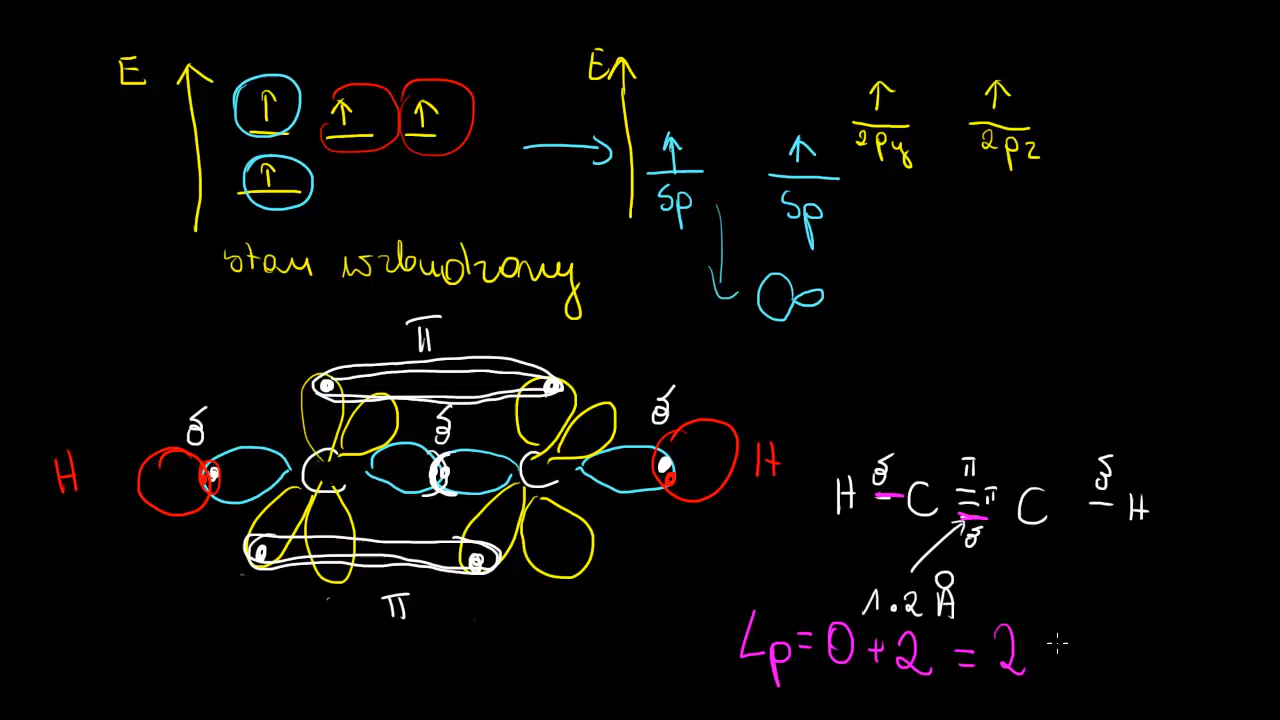 E
E
2py
2pz
sp
sp
stan wzbudzony
π
δ
δ
δ
H
C
C
H
π
δ π δ
H C π C H
δ
1.2 Å
Lp = 0 + 2 = 2